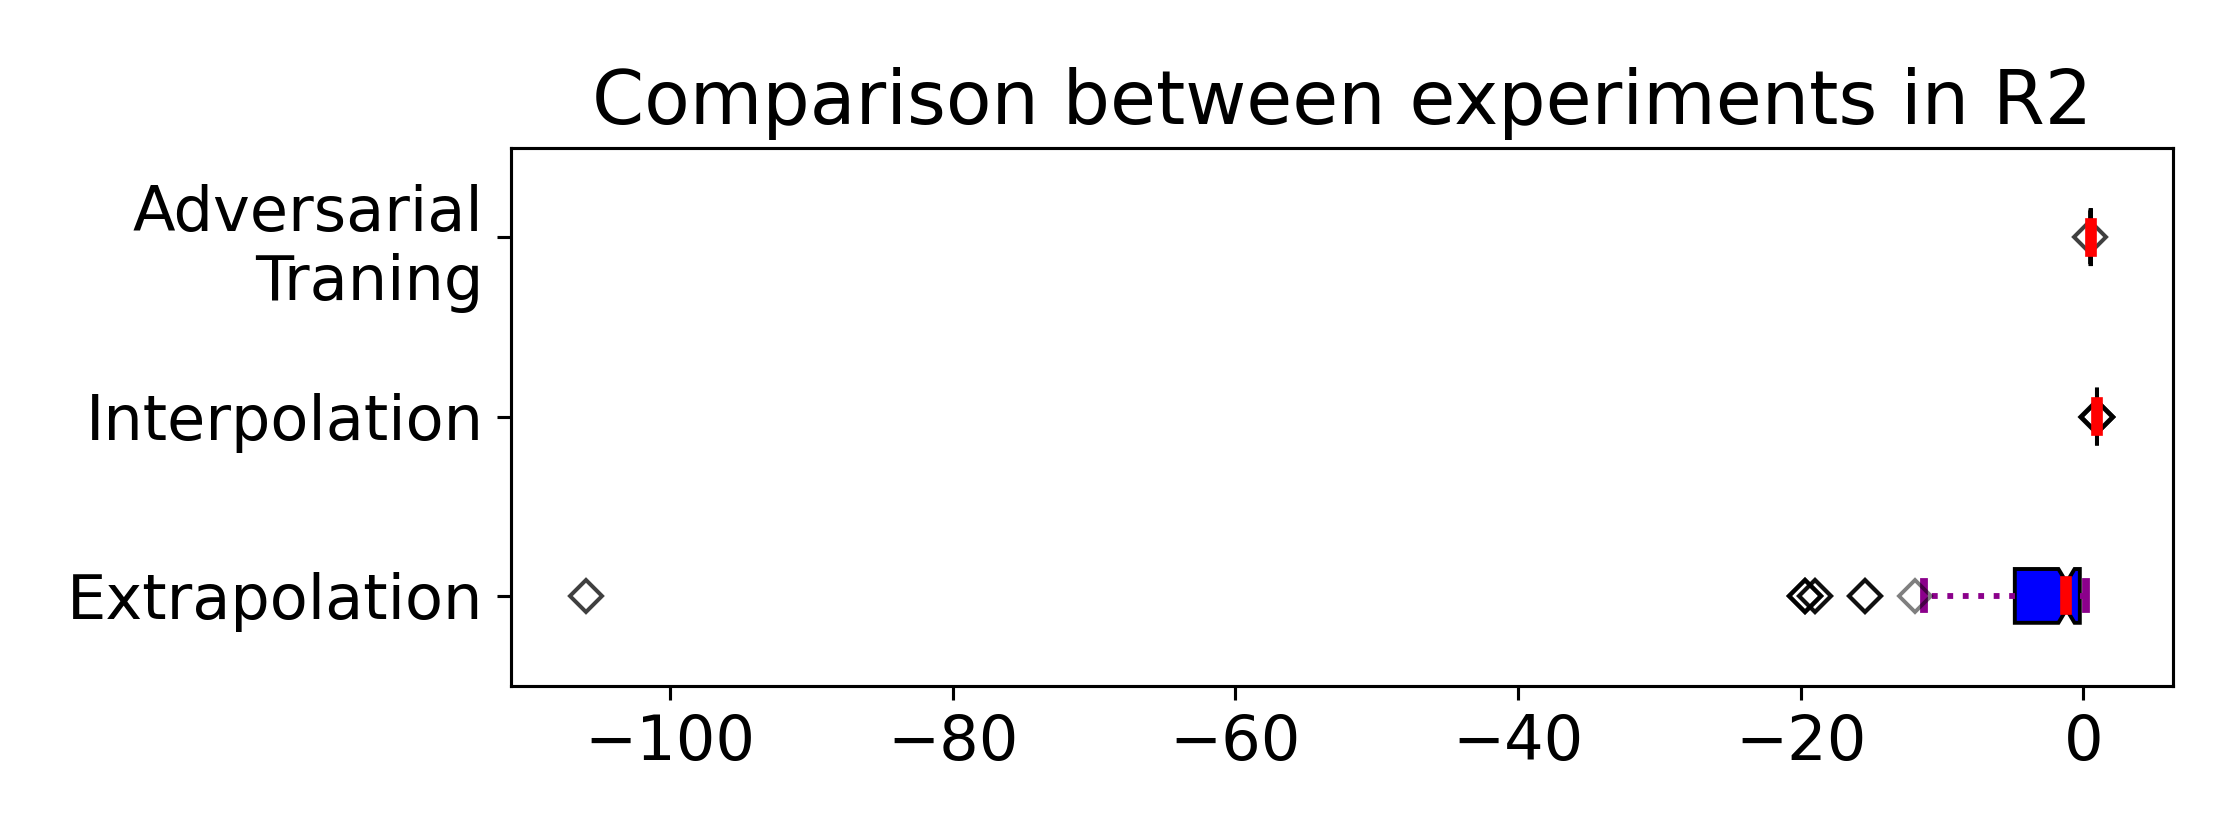 Comparison between experiments in R2
Adversarial
Traning
Interpolation
Extrapolation
−100 −80 −60 −40 −20 0